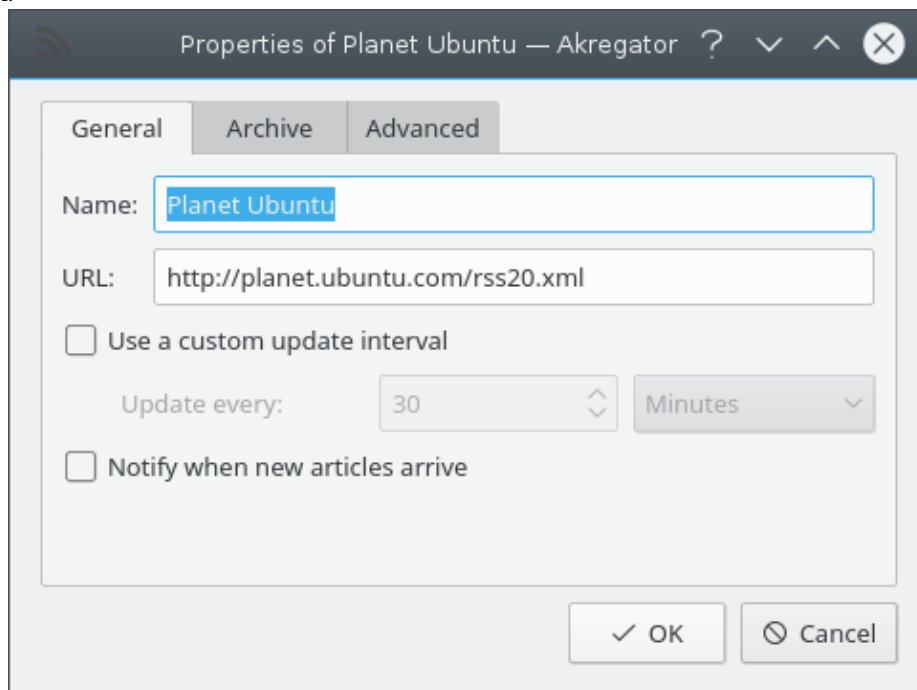 Properties of Planet Ubuntu — Akregator ?
General Archive Advanced
Name: Planet Ubuntu
URL: http://planet.ubuntu.com/rss20.xml
Use a custom update interval
Update every: 30 Minutes
Notify when new articles arrive
OK Cancel